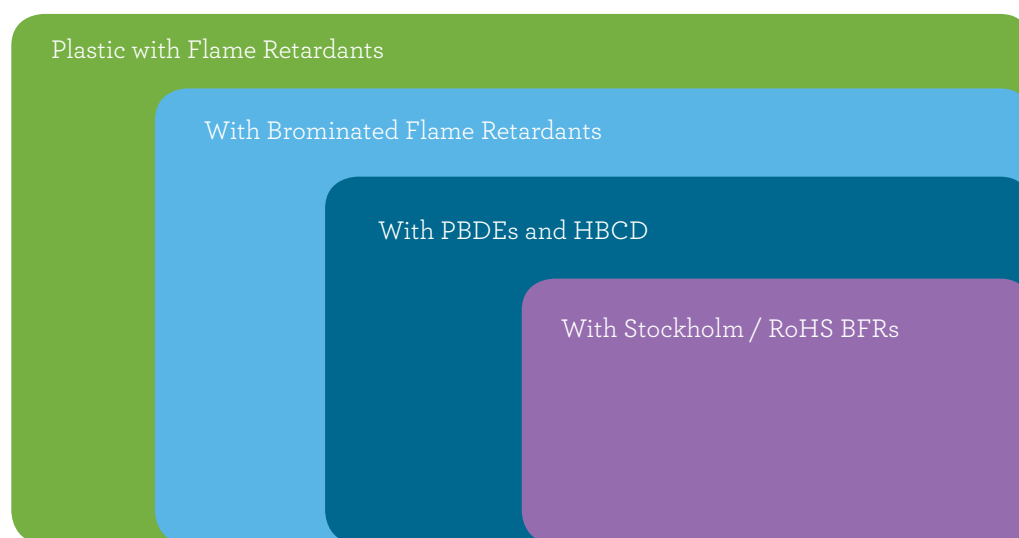 Plastic with Flame Retardants
With Brominated Flame Retardants
With PBDEs and HBCD
With Stockholm / RoHS BFRs